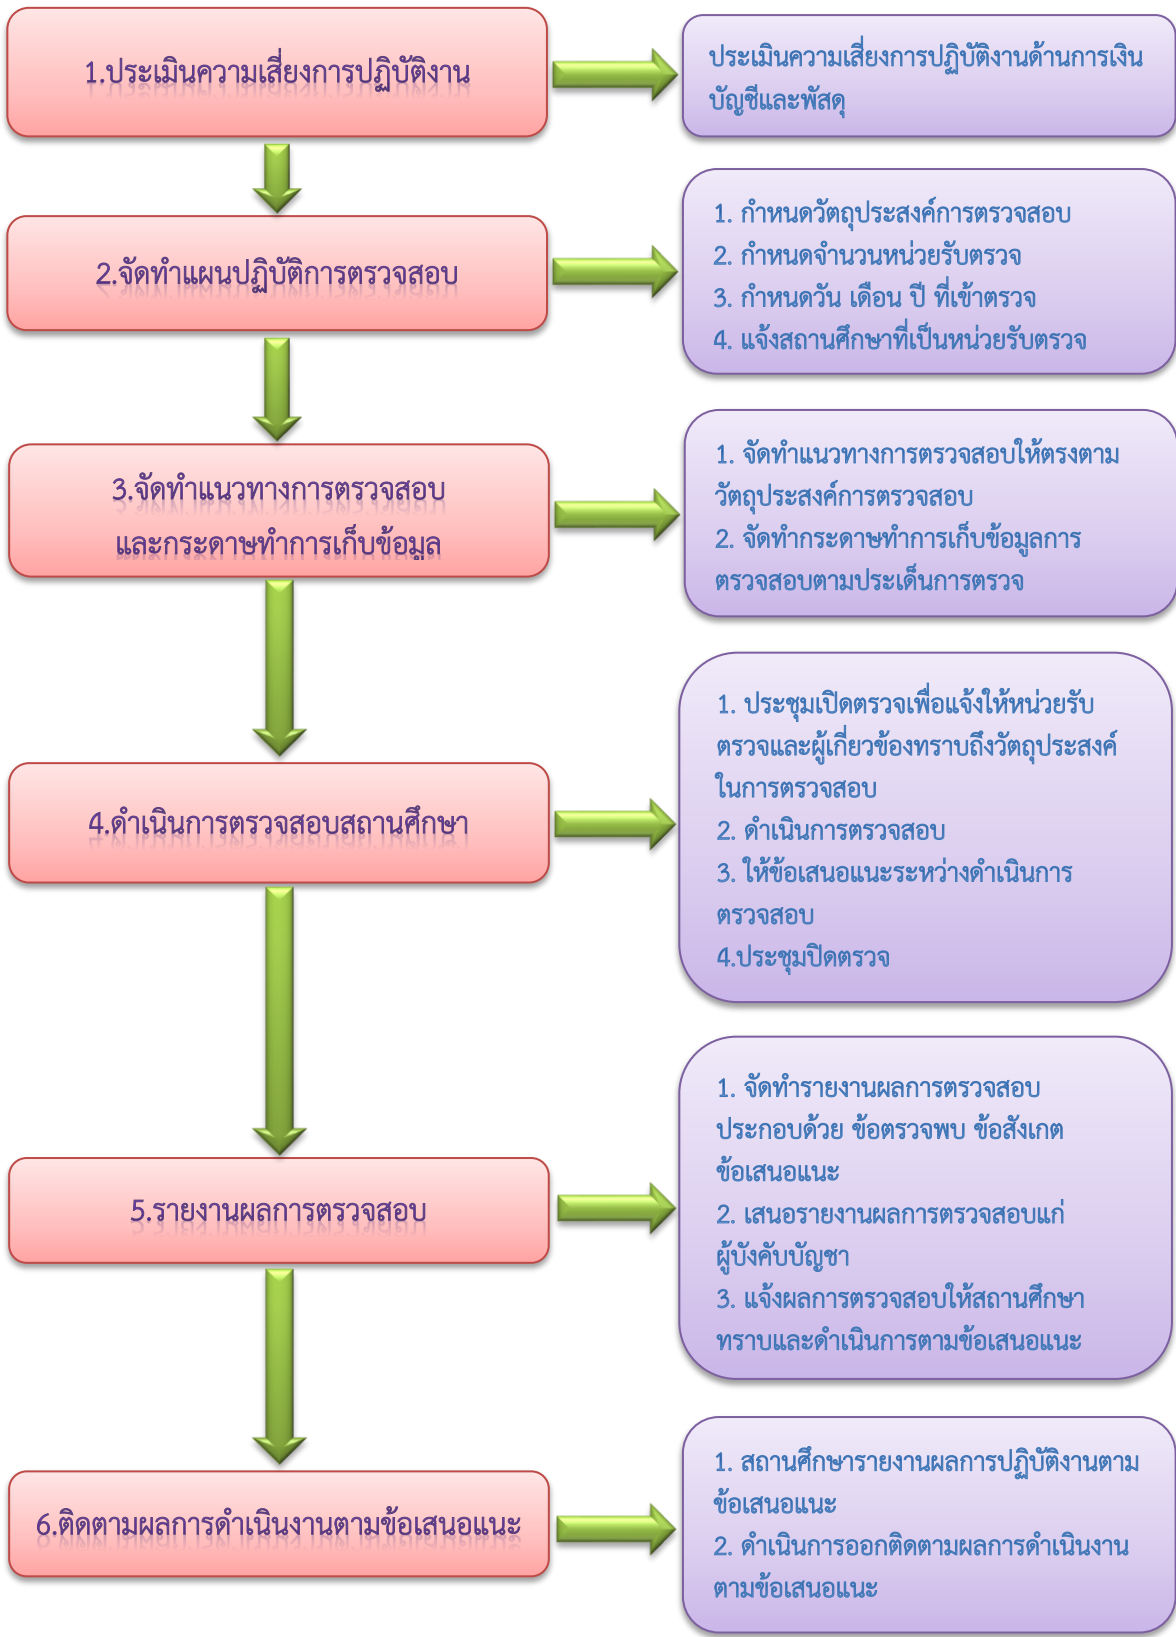 1.ประเมินความเสี่ยงการปฏิบัติงาน
ประเมินความเสี่ยงการปฏิบัติงานด้านการเงิน
บัญชีและพัสดุ
2.จัดทำแผนปฏิบัติการตรวจสอบ
1. กำหนดวัตถุประสงค์การตรวจสอบ
2. กำหนดจำนวนหน่วยรับตรวจ
3. กำหนดวัน เดือน ปี ที่เข้าตรวจ
4. แจ้งสถานศึกษาที่เป็นหน่วยรับตรวจ
3.จัดทำแนวทางการตรวจสอบ
และกระดาษทำการเก็บข้อมูล
1. จัดทำแนวทางการตรวจสอบให้ตรงตาม
วัตถุประสงค์การตรวจสอบ
2. จัดทำกระดาษทำการเก็บข้อมูลการ
ตรวจสอบตามประเด็นการตรวจ
4.ดำเนินการตรวจสอบสถานศึกษา
1. ประชุมเปิดตรวจเพื่อแจ้งให้หน่วยรับ
ตรวจและผู้เกี่ยวข้องทราบถึงวัตถุประสงค์
ในการตรวจสอบ
2. ดำเนินการตรวจสอบ
3. ให้ข้อเสนอแนะระหว่างดำเนินการ
ตรวจสอบ
4.ประชุมปิดตรวจ
5.รายงานผลการตรวจสอบ
1. จัดทำรายงานผลการตรวจสอบ
ประกอบด้วย ข้อตรวจพบ ข้อสังเกต
ข้อเสนอแนะ
2. เสนอรายงานผลการตรวจสอบแก่
ผู้บังคับบัญชา
3. แจ้งผลการตรวจสอบให้สถานศึกษา
ทราบและดำเนินการตามข้อเสนอแนะ
6.ติดตามผลการดำเนินงานตามข้อเสนอแนะ
1. สถานศึกษารายงานผลการปฏิบัติงานตาม
ข้อเสนอแนะ
2. ดำเนินการออกติดตามผลการดำเนินงาน
ตามข้อเสนอแนะ